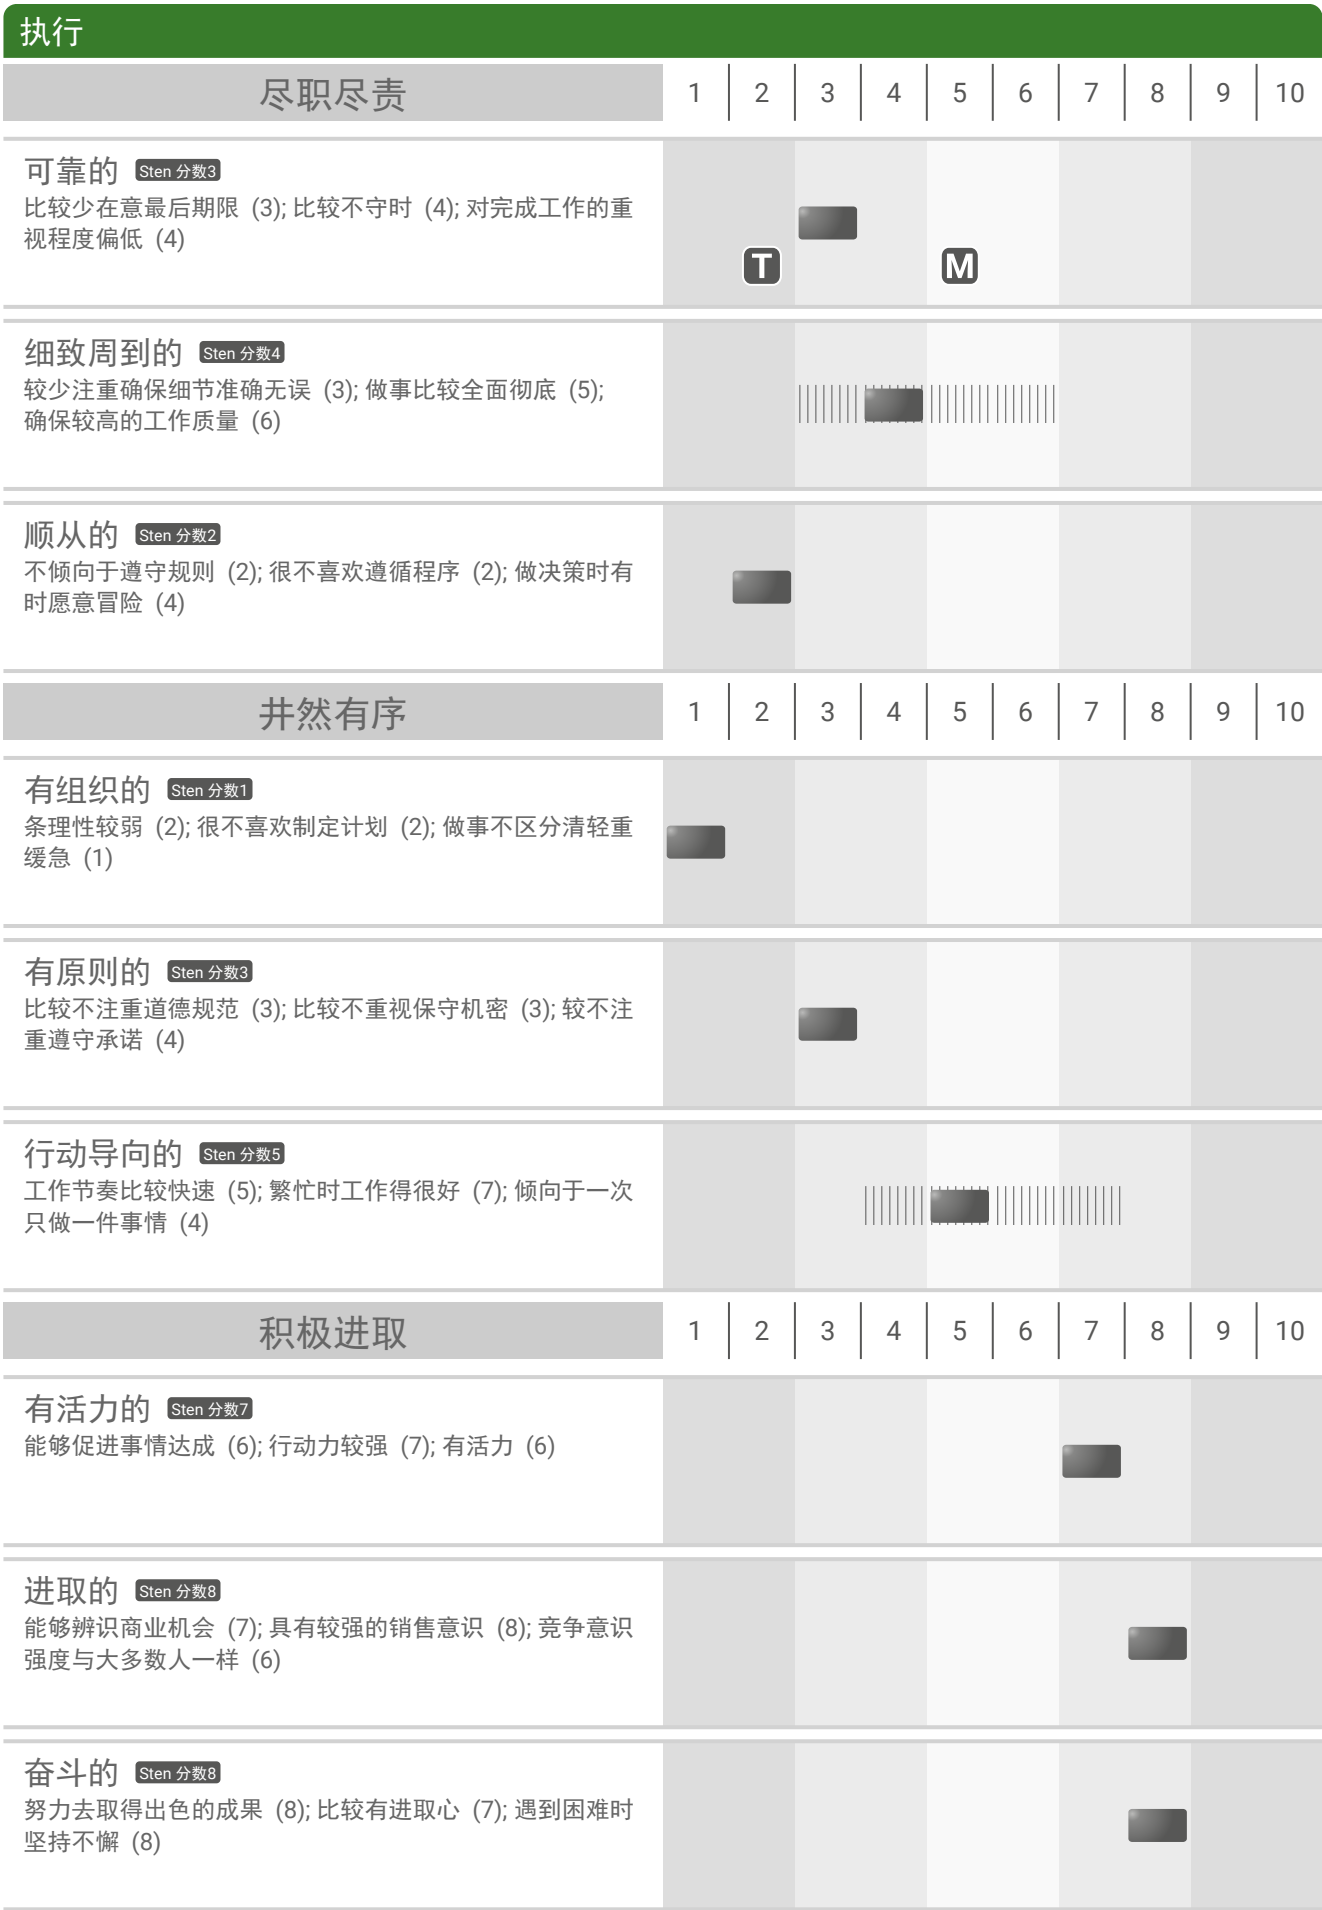 执行
尽职尽责 1 2 3 4 5 6 7 8 9 10
可靠的 Sten 分数3
比较少在意最后期限 (3); 比较不守时 (4); 对完成工作的重
视程度偏低 (4)
T M
细致周到的 Sten 分数4
较少注重确保细节准确无误 (3); 做事比较全面彻底 (5);
确保较高的工作质量 (6)
顺从的 Sten 分数2
不倾向于遵守规则 (2); 很不喜欢遵循程序 (2); 做决策时有
时愿意冒险 (4)
井然有序 1 2 3 4 5 6 7 8 9 10
有组织的 Sten 分数1
条理性较弱 (2); 很不喜欢制定计划 (2); 做事不区分清轻重
缓急 (1)
有原则的 Sten 分数3
比较不注重道德规范 (3); 比较不重视保守机密 (3); 较不注
重遵守承诺 (4)
行动导向的 Sten 分数5
工作节奏比较快速 (5); 繁忙时工作得很好 (7); 倾向于一次
只做一件事情 (4)
积极进取 1 2 3 4 5 6 7 8 9 10
有活力的 Sten 分数7
能够促进事情达成 (6); 行动力较强 (7); 有活力 (6)
进取的 Sten 分数8
能够辨识商业机会 (7); 具有较强的销售意识 (8); 竞争意识
强度与大多数人一样 (6)
奋斗的 Sten 分数8
努力去取得出色的成果 (8); 比较有进取心 (7); 遇到困难时
坚持不懈 (8)